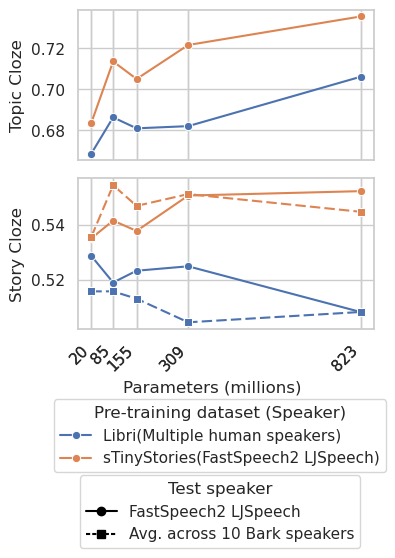 Topic Cloze
0.72
0.70
0.68
Story Cloze
0.54
0.52
20
85
155
309
823
Parameters (millions)
Pre-training dataset (Speaker)
Libri(Multiple human speakers)
sTinyStories(FastSpeech2 LJSpeech)
Test speaker
FastSpeech2 LJSpeech
Avg. across 10 Bark speakers